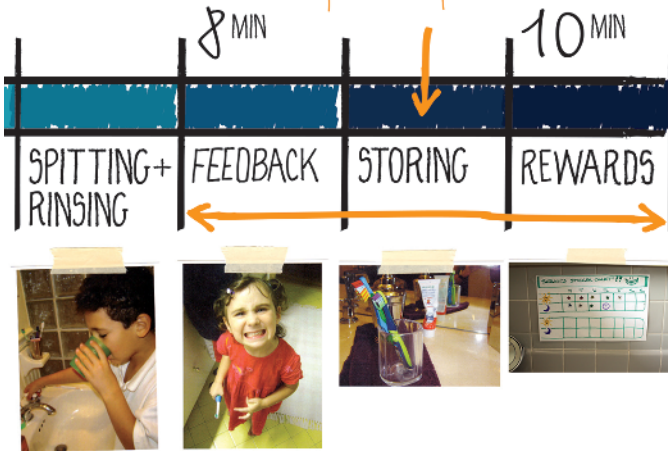 8 MIN
10 MIN
SPITTING +
RINSING
FEEDBACK
STORING
REWARDS